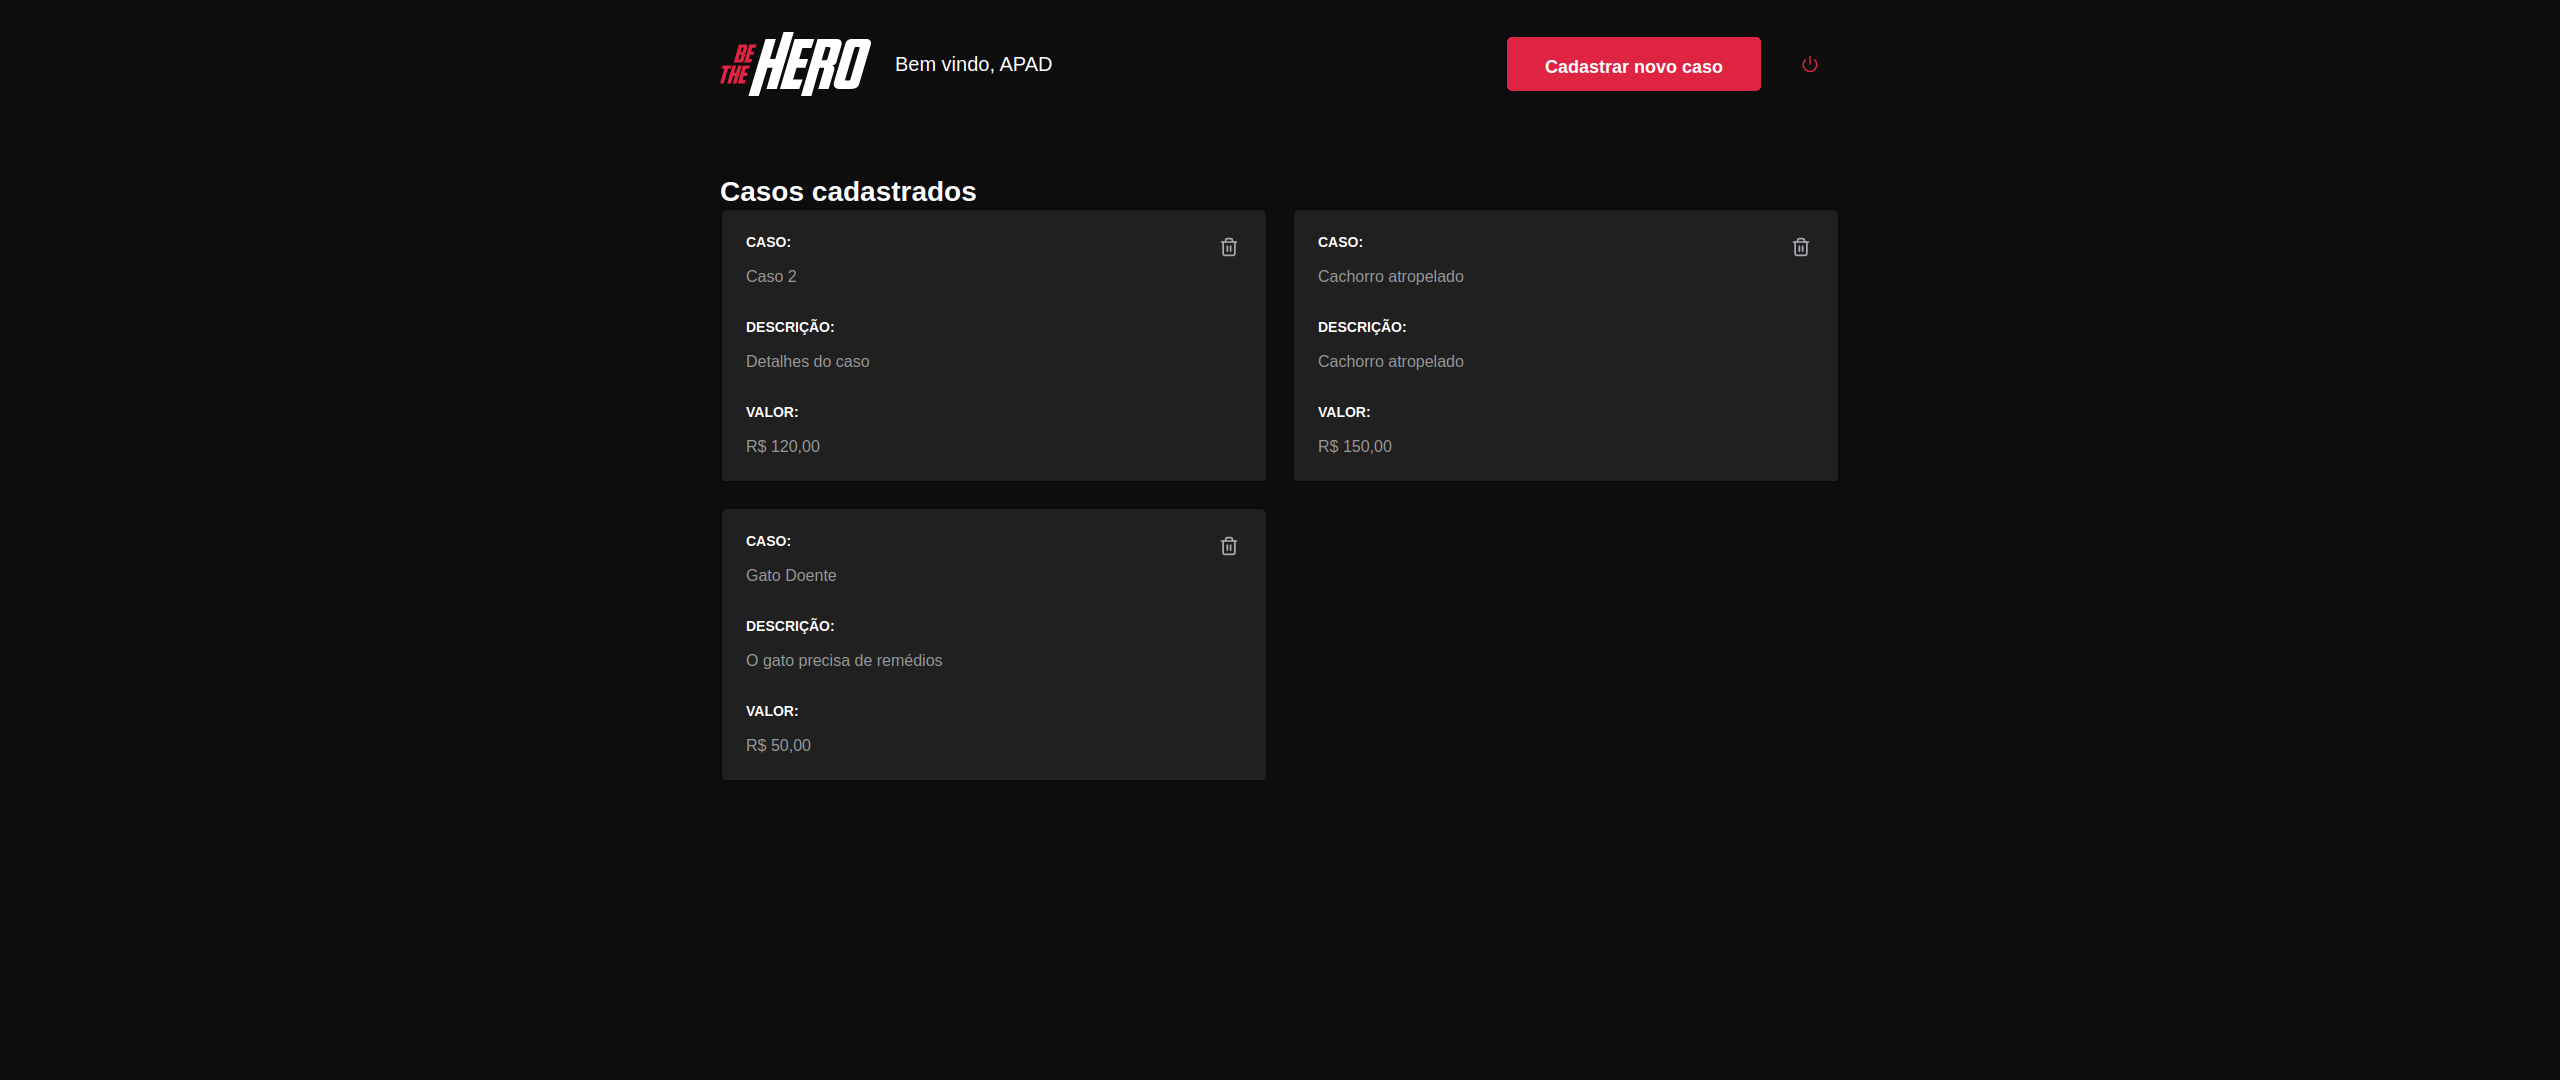 BE THE HERO
Bem vindo, APAD
Cadastrar novo caso
Casos cadastrados
CASO:
Caso 2
DESCRIÇÃO:
Detalhes do caso
VALOR:
R$ 120,00
CASO:
Cachorro atropelado
DESCRIÇÃO:
Cachorro atropelado
VALOR:
R$ 150,00
CASO:
Gato Doente
DESCRIÇÃO:
O gato precisa de remédios
VALOR:
R$ 50,00